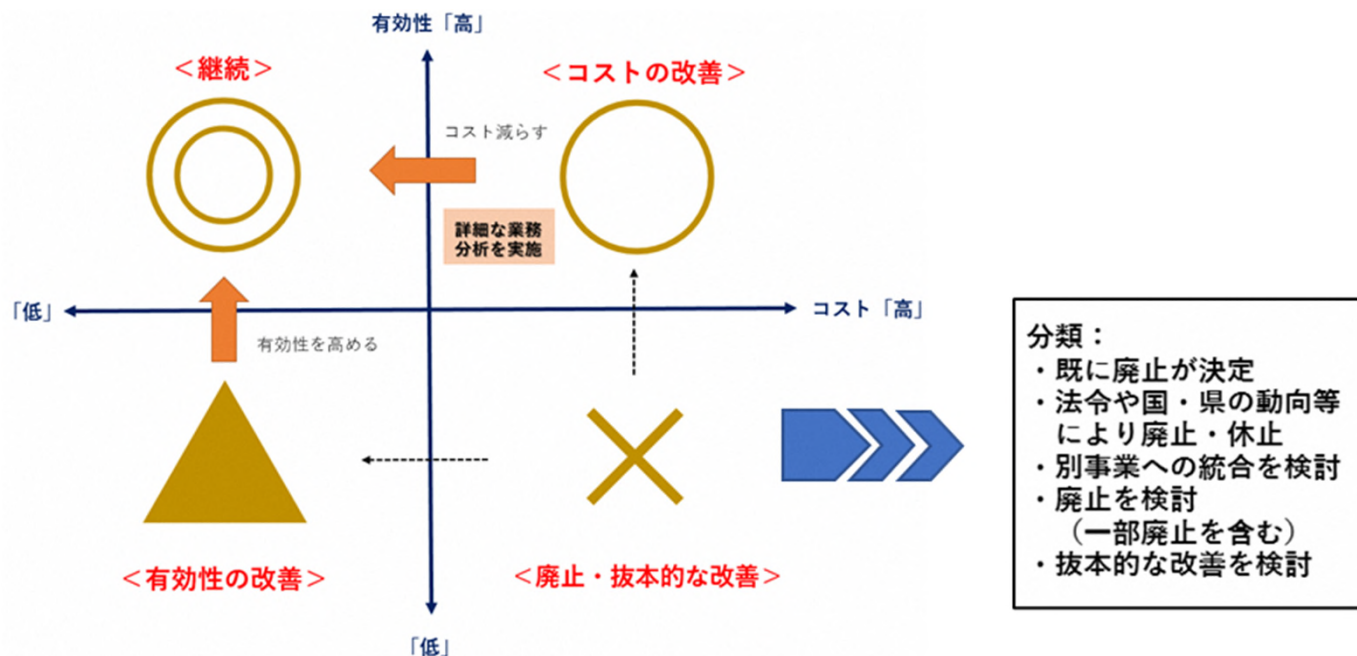 有効性「高」
＜継続＞
＜コストの改善＞
コスト減らす
詳細な業務
分析を実施
「低」
コスト「高」
有効性を高める
＜有効性の改善＞
＜廃止・抜本的な改善＞
「低」
分類：
・既に廃止が決定
・法令や国・県の動向等
により廃止・休止
・別事業への統合を検討
・廃止を検討
（一部廃止を含む）
・抜本的な改善を検討